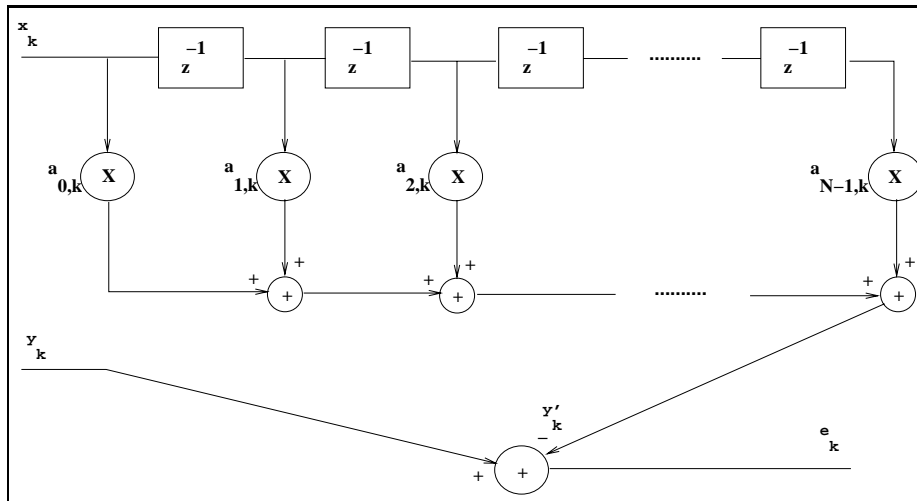 x
k
−1
z
−1
z
−1
z
..........
−1
z
a
0,k
X
a
1,k
X
a
2,k
X
a
N−1,k
X
+
+
+
+
+
+
..........
+
+
+
y
k
y'
k
−
+
+
e
k